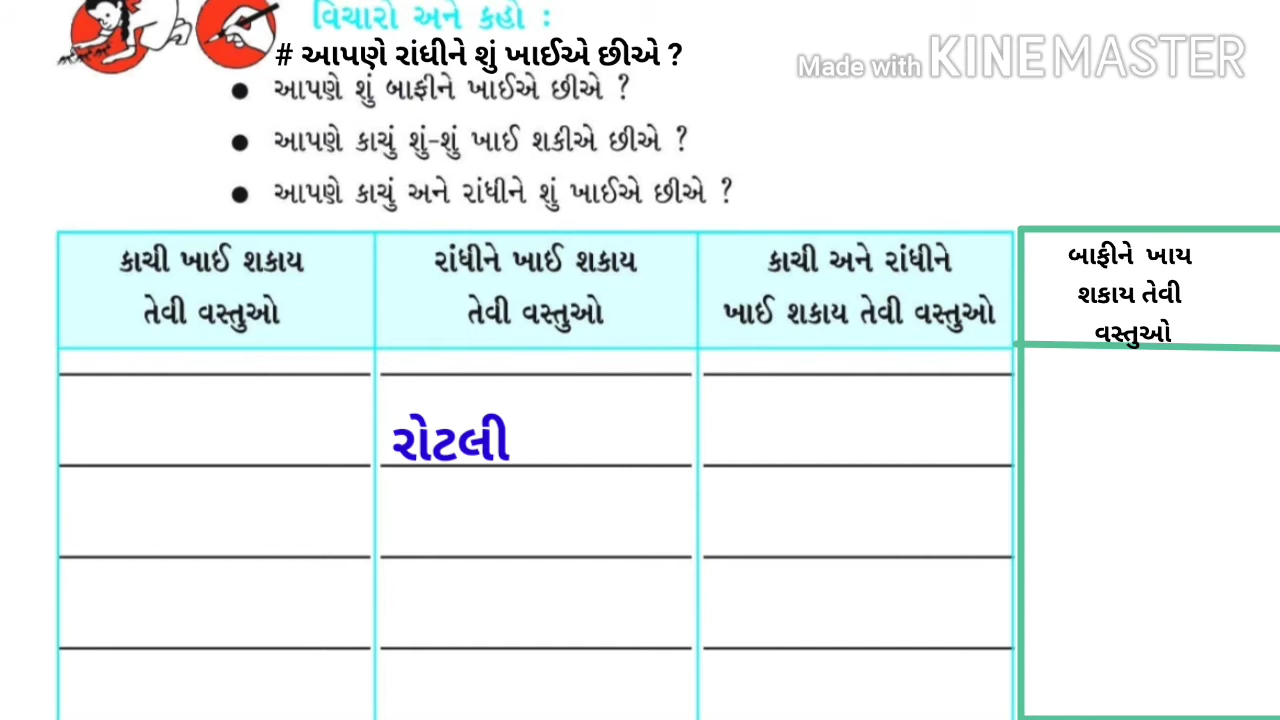 વિચારો અને કહો :
# આપણે રાંધીને શું ખાઈએ છીએ ?
Made with KINEMASTER
● આપણે શું બાફીને ખાઈએ છીએ ?
● આપણે કાચું શું-શું ખાઈ શકીએ છીએ ?
● આપણે કાચું અને રાંધીને શું ખાઈએ છીએ ?
કાચી ખાઈ શકાય
તેવી વસ્તુઓ
રાંધીને ખાઈ શકાય
તેવી વસ્તુઓ
કાચી અને રાંધીને
ખાઈ શકાય તેવી વસ્તુઓ
બાફીને ખાય
શકાય તેવી
વસ્તુઓ
રોટલી